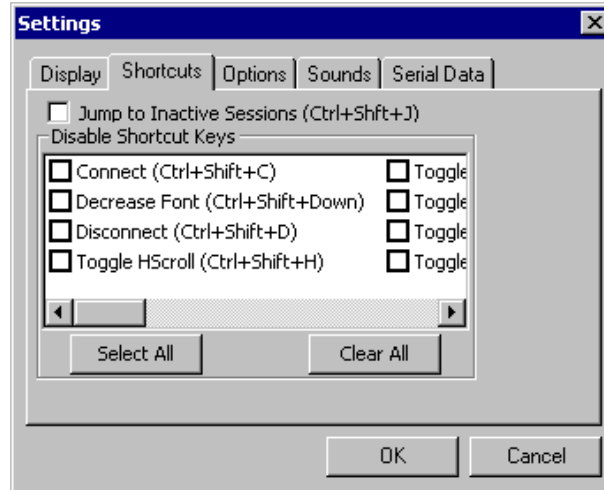 Settings
Display Shortcuts Options Sounds Serial Data
Jump to Inactive Sessions (Ctrl+Shft+J)
Disable Shortcut Keys
Connect (Ctrl+Shift+C) Toggle
Decrease Font (Ctrl+Shift+Down) Toggle
Disconnect (Ctrl+Shift+D) Toggle
Toggle HScroll (Ctrl+Shift+H) Toggle
Select All Clear All
OK Cancel